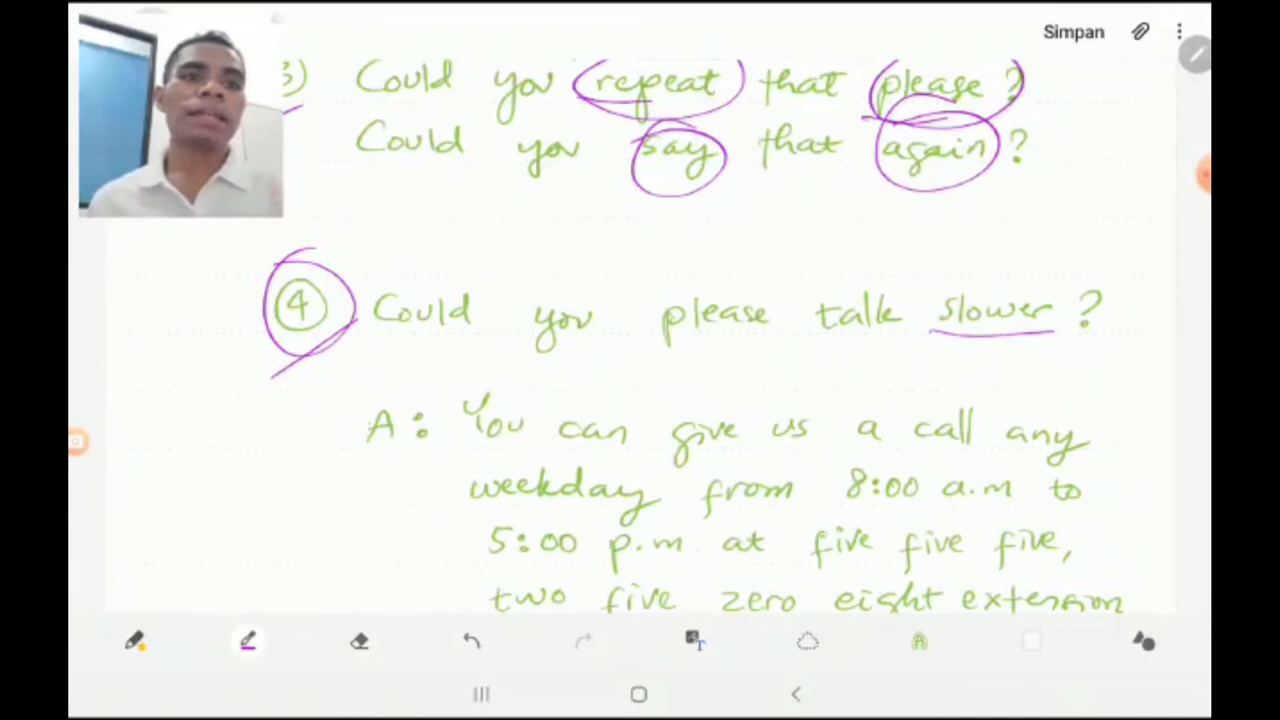 Simpan
3) Could you repeat that please?
Could you say that again?
4 Could you please talk slower?
A: You can give us a call any
weekday from 8:00 a.m to
5:00 p.m at five five five,
two five zero eight extension